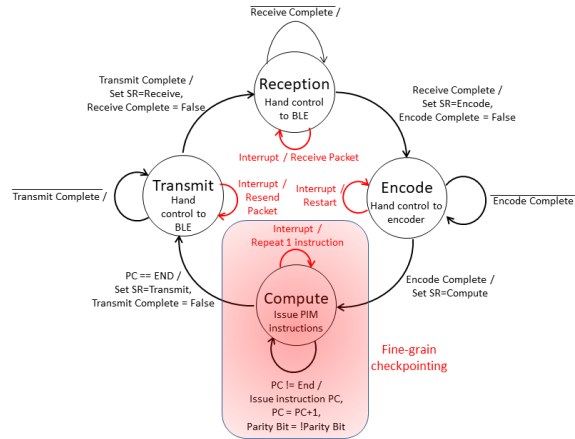 Receive Complete /
Reception
Hand control
to BLE
Interrupt / Receive Packet
Transmit Complete /
Set SR=Receive,
Receive Complete = False
Receive Complete /
Set SR=Encode,
Encode Complete = False
Transmit Complete /
Transmit
Hand
control to
BLE
Interrupt /
Resend
Packet
Interrupt /
Restart
Encode
Hand control to
encoder
Encode Complete
Interrupt /
Repeat 1 instruction
PC == END /
Set SR=Transmit,
Transmit Complete = False
Compute
Issue PIM
instructions
Encode Complete /
Set SR=Compute
Fine-grain
checkpointing
PC != End /
Issue instruction PC,
PC = PC+1,
Parity Bit = !Parity Bit